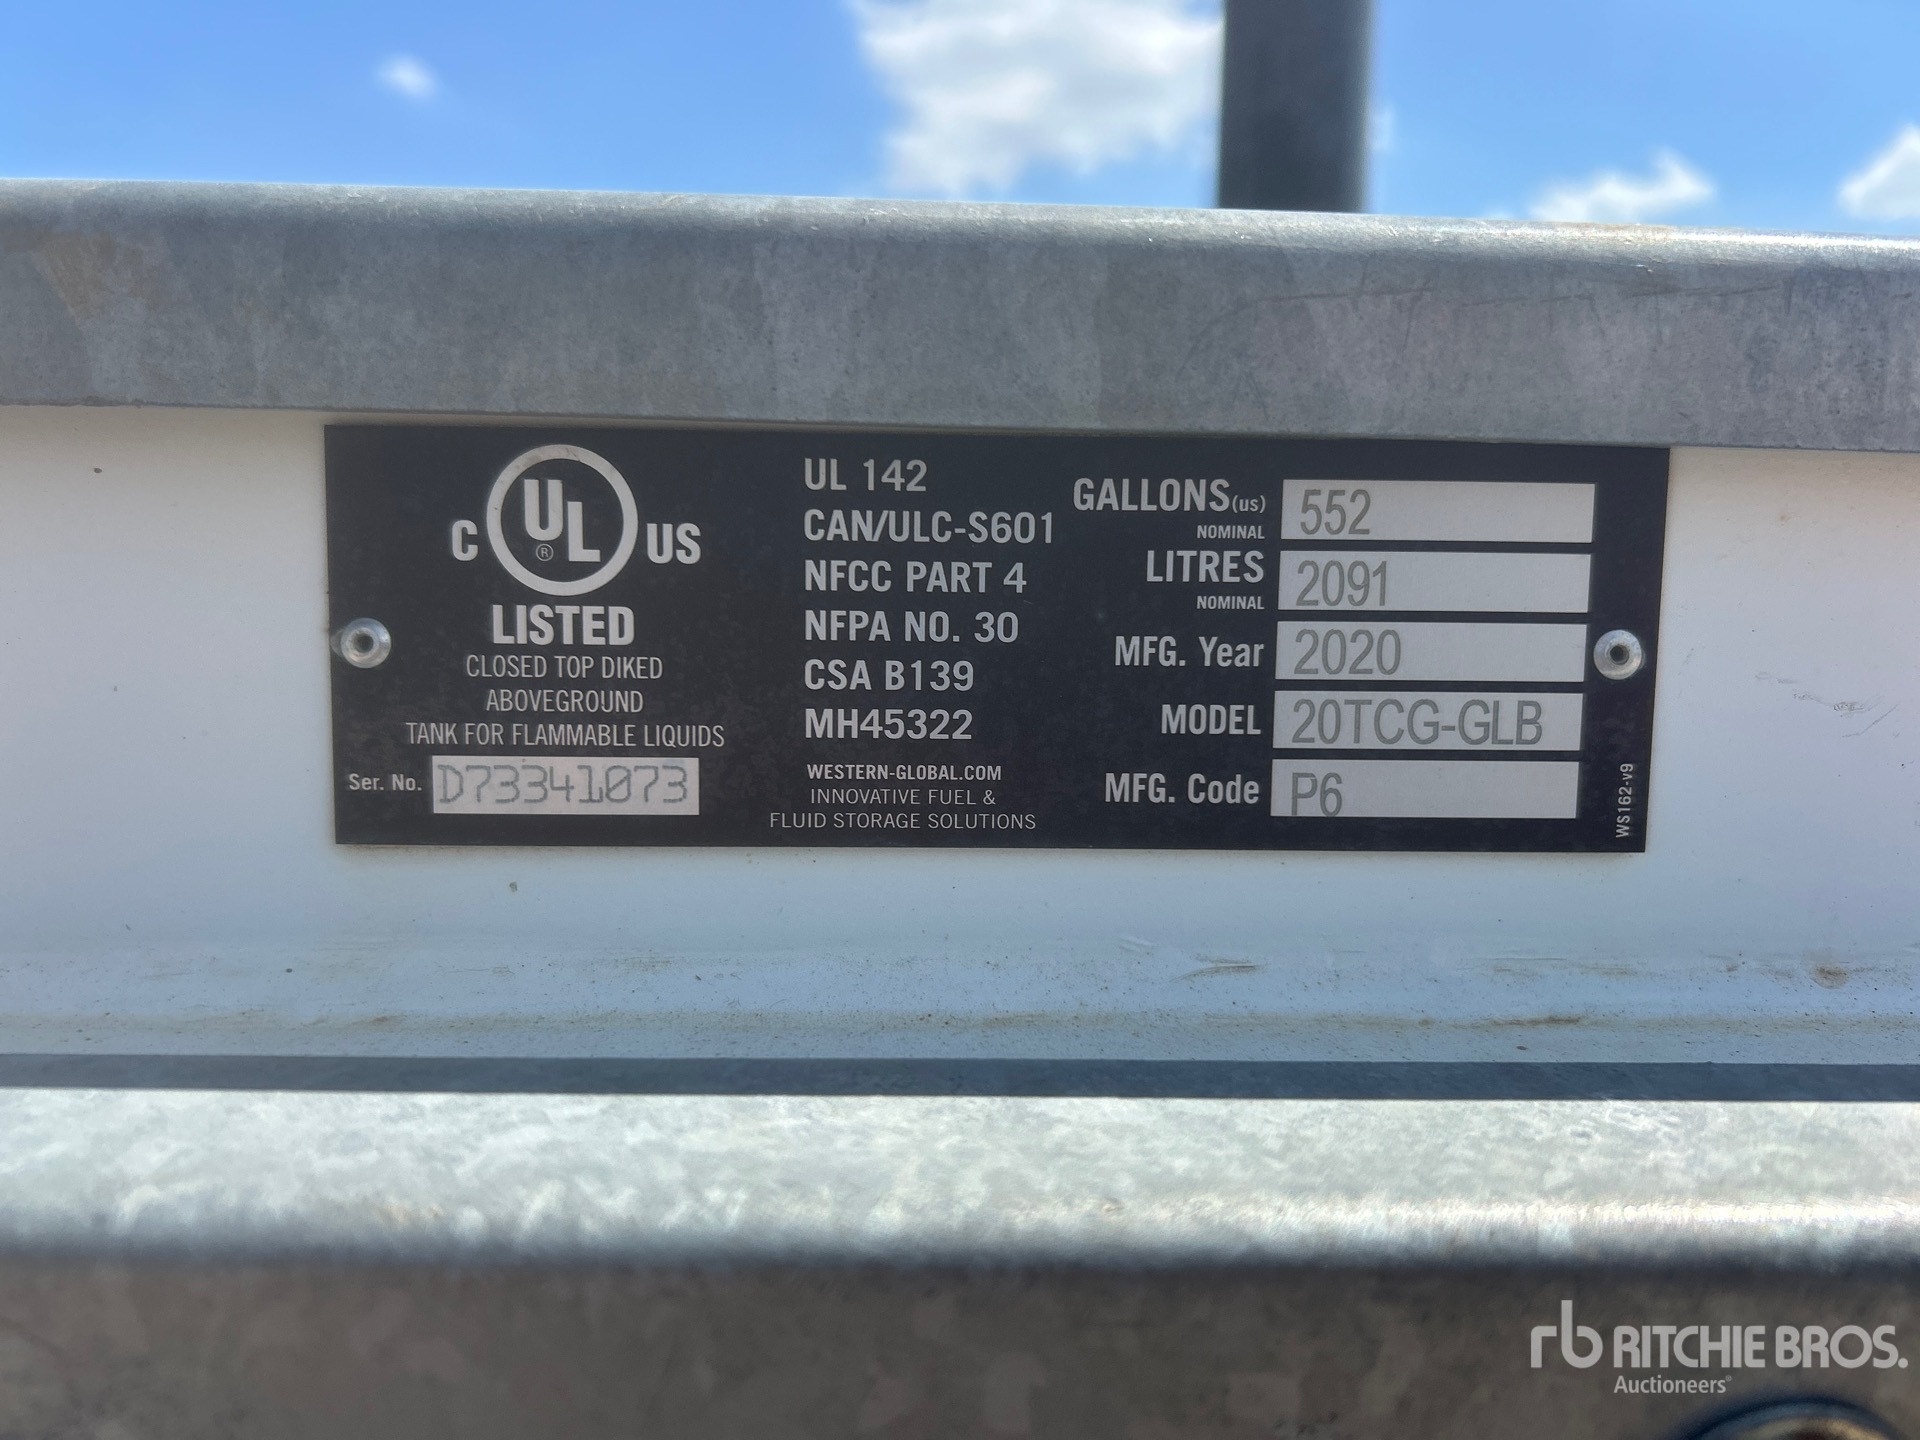 C UL ® US
LISTED
CLOSED TOP DIKED
ABOVEGROUND
TANK FOR FLAMMABLE LIQUIDS
Ser. No. D73341073
UL 142
CAN/ULC-S601
NFCC PART 4
NFPA NO. 30
CSA B139
MH45322
WESTERN-GLOBAL.COM
INNOVATIVE FUEL &
FLUID STORAGE SOLUTIONS
GALLONS(us) 552
NOMINAL
LITRES 2091
NOMINAL
MFG. Year 2020
MODEL 20TCG-GLB
MFG. Code P6
WS162-v9
rb RITCHIE BROS.
Auctioneers